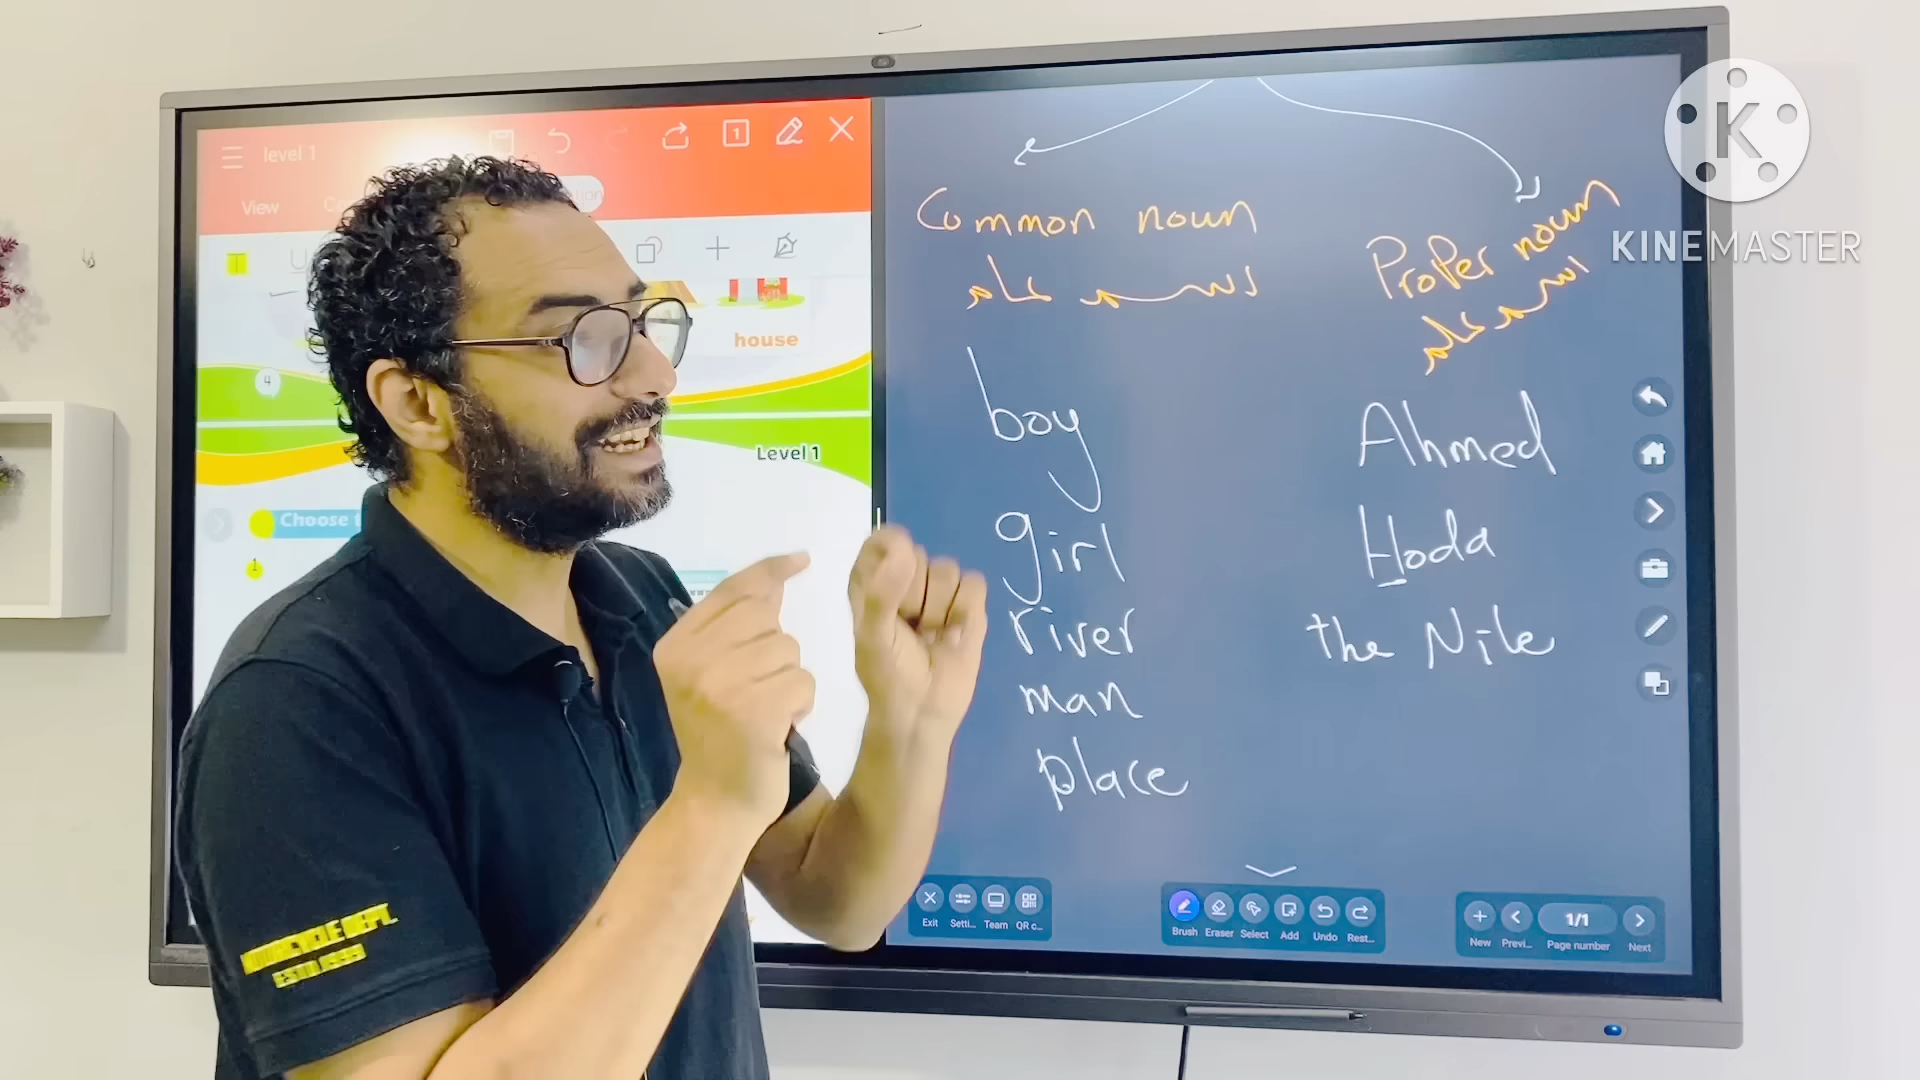 level 1
View
house
4
Level 1
Choose t
1
Common noun
اسم عام
boy
girl
river
man
place
Proper noun
اسم علم
Ahmed
Hoda
the Nile
K
KINEMASTER
Exit
Setti...
Team
QR c...
Brush
Eraser
Select
Add
Undo
Rest...
New
Previ...
1/1
Page number
Next